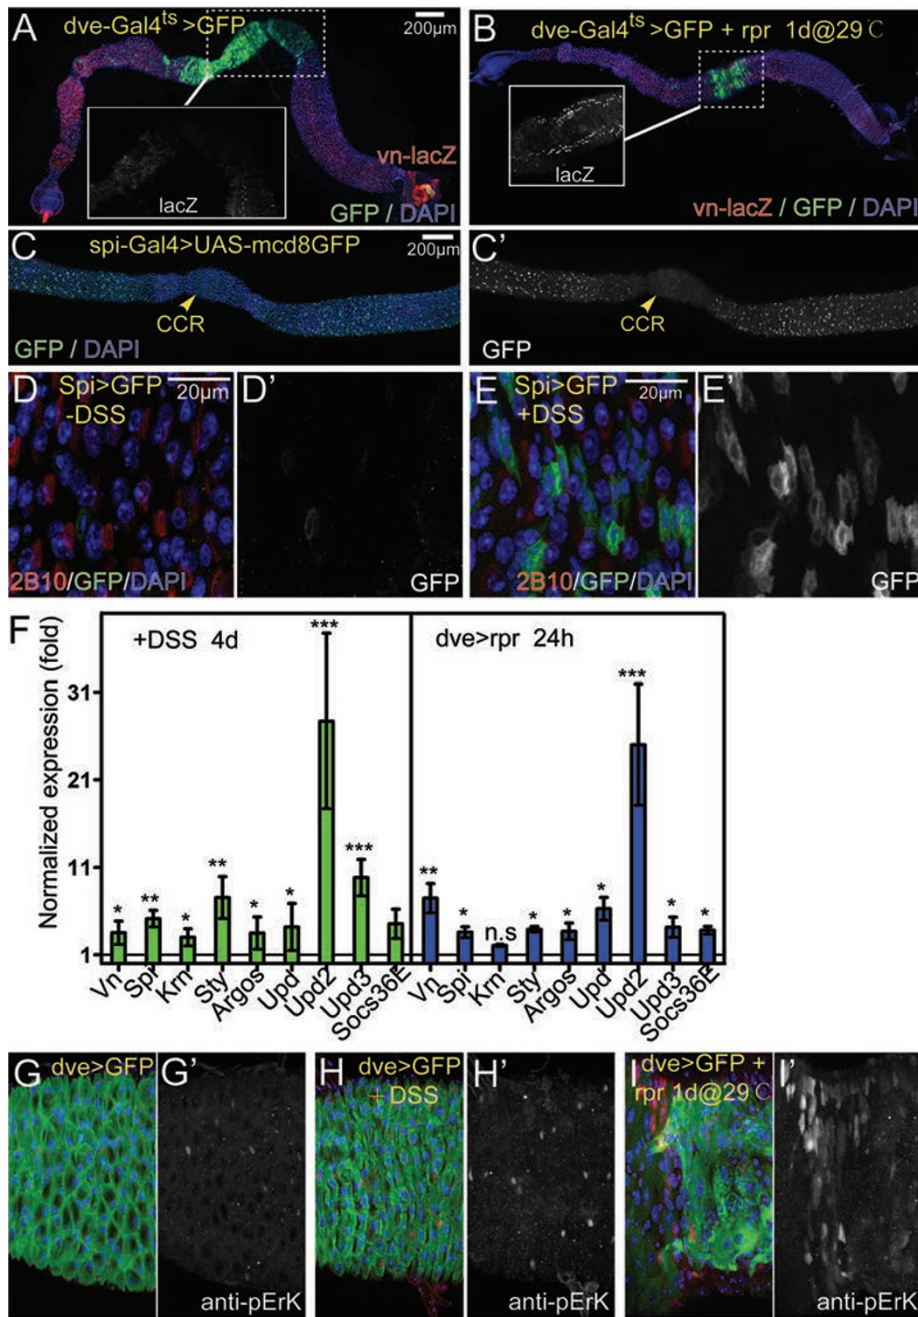 A
dve-Gal4ts >GFP
200μm
lacZ
vn-lacZ
GFP / DAPI
B
dve-Gal4ts >GFP + rpr 1d@29℃
lacZ
vn-lacZ / GFP / DAPI
C
spi-Gal4>UAS-mcd8GFP
200μm
CCR
GFP / DAPI
C'
CCR
GFP
D
Spi>GFP
-DSS
20μm
2B10/GFP/DAPI
D'
GFP
E
Spi>GFP
+DSS
20μm
2B10/GFP/DAPI
E'
GFP
F
Normalized expression (fold)
31
21
11
1
+DSS 4d
* ** * ** * * *** ***
Vn Spi Krn Sty Argos Upd Upd2 Upd3 Socs36E
dve>rpr 24h
** * n.s * * * *** * *
Vn Spi Krn Sty Argos Upd Upd2 Upd3 Socs36E
G
dve>GFP
G'
anti-pErK
H
dve>GFP
+ DSS
H'
anti-pErK
I
dve>GFP +
rpr 1d@29℃
I'
anti-pErK